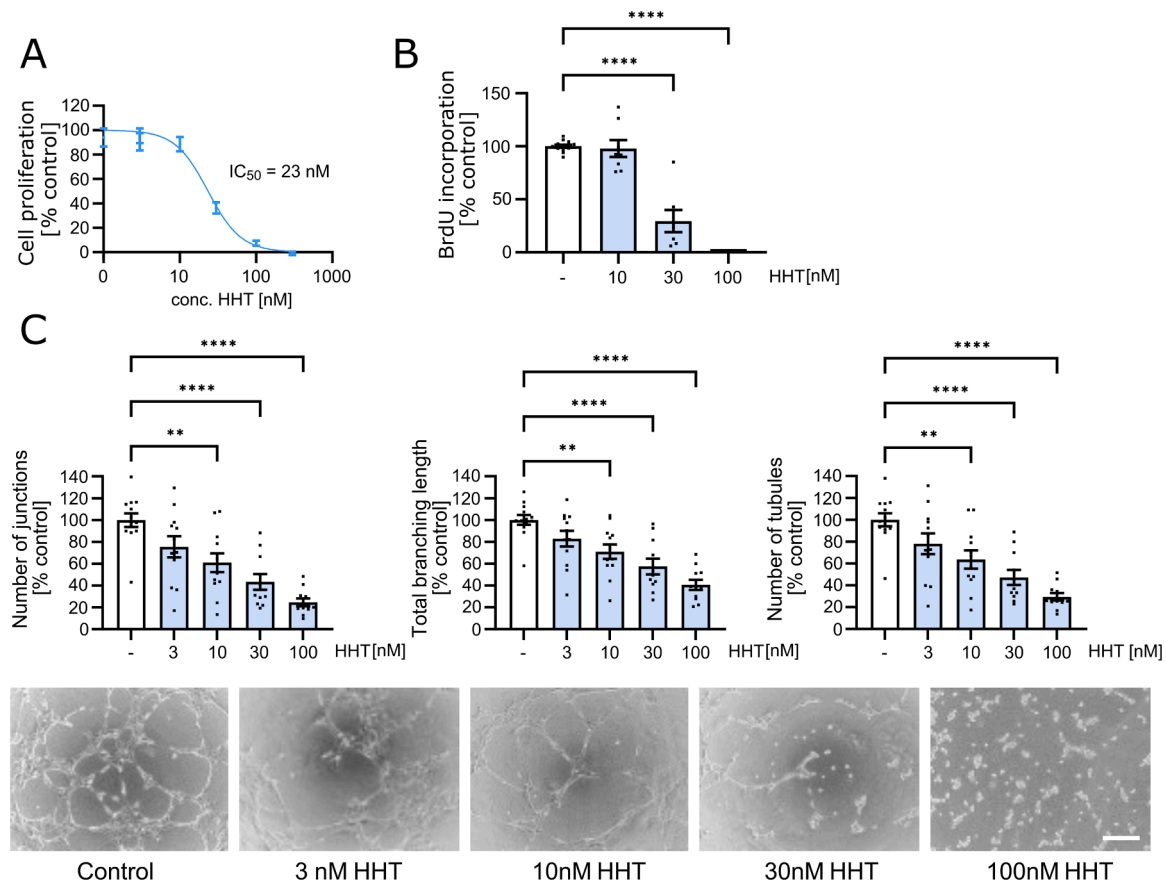 A
Cell proliferation
[% control]
120
100
80
60
40
20
0
IC50 = 23 nM
0
10
100
1000
conc. HHT [nM]
B
BrdU incorporation
[% control]
****
****
150
100
50
0
-
10
30
100
HHT[nM]
C
Number of junctions
[% control]
****
****
**
140
120
100
80
60
40
20
0
-
3
10
30
100
HHT[nM]
Total branching length
[% control]
****
****
**
140
120
100
80
60
40
20
0
-
3
10
30
100
HHT[nM]
Number of tubules
[% control]
****
****
**
140
120
100
80
60
40
20
0
-
3
10
30
100
HHT [nM]
Control
3 nM HHT
10nM HHT
30nM HHT
100nM HHT